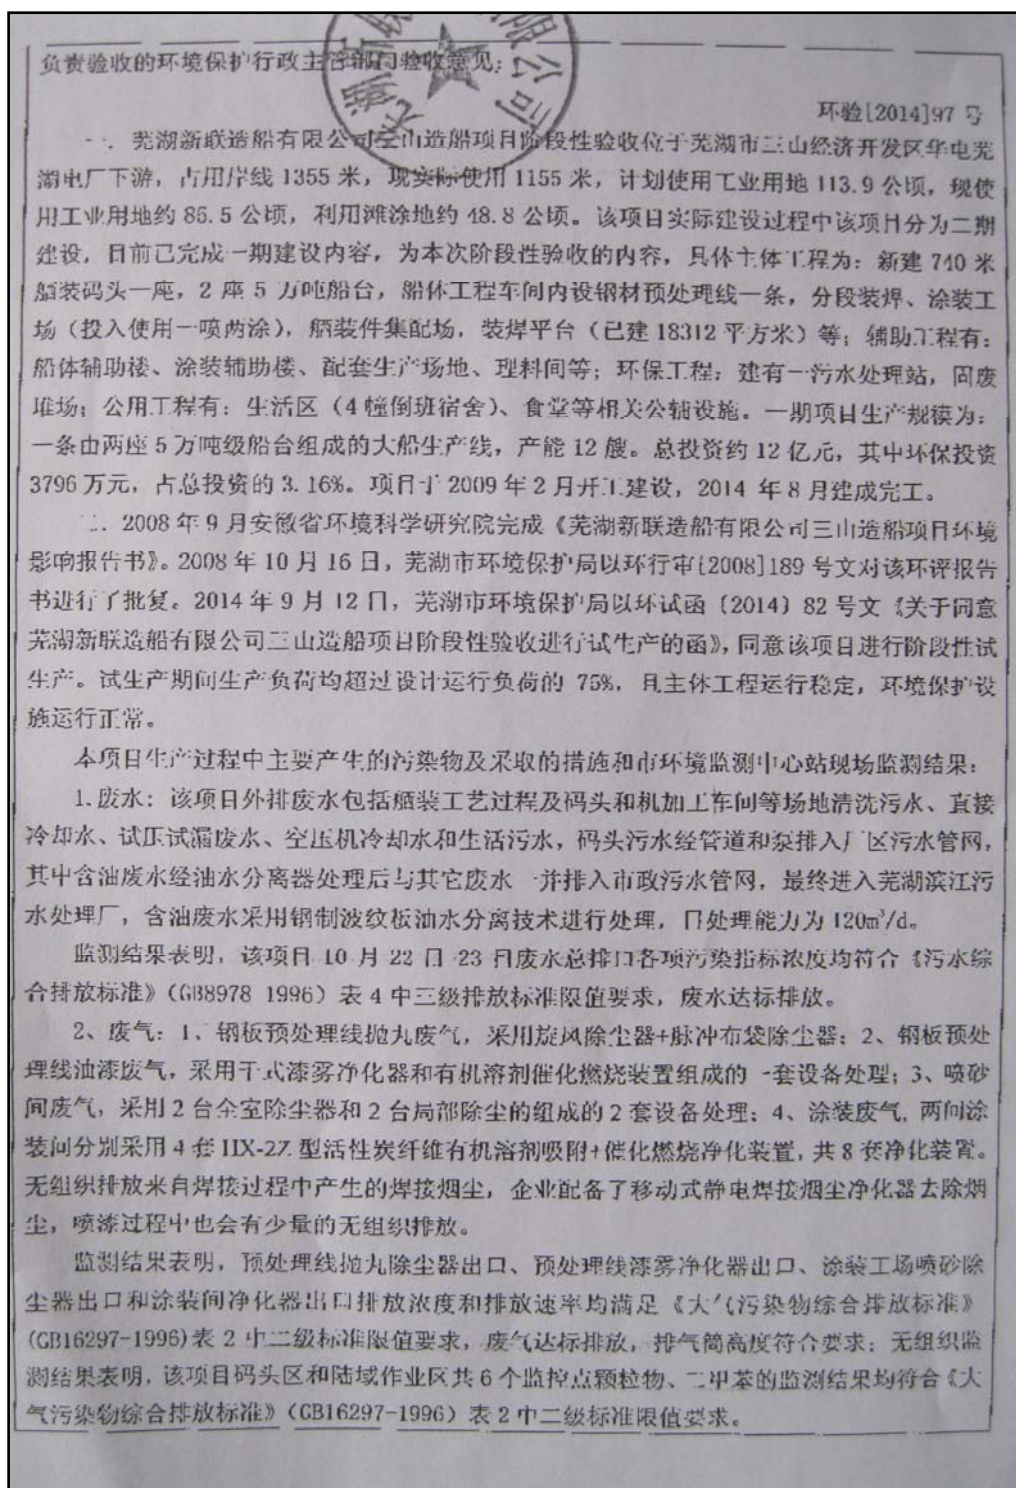 芜湖新联 有限公司
负责验收的环境保护行政主管部门验收意见：
环验[2014]97 号
一、芜湖新联造船有限公司三山造船项目阶段性验收位于芜湖市三山经济开发区华电芜
湖电厂下游，占用岸线 1355 米，现实际使用 1155 米，计划使用工业用地 113.9 公顷，现使
用工业用地约 86.5 公顷，利用滩涂地约 48.8 公顷。该项目实际建设过程中该项目分为二期
建设，目前已完成一期建设内容，为本次阶段性验收的内容，具体主体工程为：新建 740 米
舾装码头一座，2 座 5 万吨船台，船体工程车间内设钢材预处理线一条，分段装焊、涂装工
场（投入使用一喷两涂），舾装件集配场，装焊平台（已建 18312 平方米）等；辅助工程有：
船体辅助楼、涂装辅助楼、配套生产场地、理料间等；环保工程：建有一污水处理站，固废
堆场；公用工程有：生活区（4 幢倒班宿舍）、食堂等相关公辅设施。一期项目生产规模为：
一条由两座 5 万吨级船台组成的大船生产线，产能 12 艘。总投资约 12 亿元，其中环保投资
3796 万元，占总投资的 3.16%。项目于 2009 年 2 月开工建设，2014 年 8 月建成完工。
二、2008 年 9 月安徽省环境科学研究院完成《芜湖新联造船有限公司三山造船项目环境
影响报告书》。2008 年 10 月 16 日，芜湖市环境保护局以环行审[2008]189 号文对该环评报告
书进行了批复。2014 年 9 月 12 日，芜湖市环境保护局以环试函〔2014〕82 号文《关于同意
芜湖新联造船有限公司三山造船项目阶段性验收进行试生产的函》，同意该项目进行阶段性试
生产。试生产期间生产负荷均超过设计运行负荷的 75%，且主体工程运行稳定，环境保护设
施运行正常。
本项目生产过程中主要产生的污染物及采取的措施和市环境监测中心站现场监测结果：
1.废水：该项目外排废水包括舾装工艺过程及码头和机加工车间等场地清洗污水、直接
冷却水、试压试漏废水、空压机冷却水和生活污水，码头污水经管道和泵排入厂区污水管网，
其中含油废水经油水分离器处理后与其它废水一并排入市政污水管网，最终进入芜湖滨江污
水处理厂，含油废水采用钢制波纹板油水分离技术进行处理，日处理能力为 120m³/d。
监测结果表明，该项目 10 月 22 日-23 日废水总排口各项污染指标浓度均符合《污水综
合排放标准》（GB8978-1996）表 4 中三级排放标准限值要求，废水达标排放。
2、废气：1、钢板预处理线抛丸废气，采用旋风除尘器+脉冲布袋除尘器；2、钢板预处
理线油漆废气，采用干式漆雾净化器和有机溶剂催化燃烧装置组成的一套设备处理；3、喷砂
间废气，采用 2 台全室除尘器和 2 台局部除尘的组成的 2 套设备处理；4、涂装废气，两间涂
装间分别采用 4 套 HX-2Z 型活性炭纤维有机溶剂吸附+催化燃烧净化装置，共 8 套净化装置。
无组织排放来自焊接过程中产生的焊接烟尘，企业配备了移动式静电焊接烟尘净化器去除烟
尘，喷漆过程中也会有少量的无组织排放。
监测结果表明，预处理线抛丸除尘器出口、预处理线漆雾净化器出口、涂装工场喷砂除
尘器出口和涂装间净化器出口排放浓度和排放速率均满足《大气污染物综合排放标准》
(GB16297-1996)表 2 中二级标准限值要求，废气达标排放，排气筒高度符合要求；无组织监
测结果表明，该项目码头区和陆域作业区共 6 个监控点颗粒物、二甲苯的监测结果均符合《大
气污染物综合排放标准》（GB16297-1996）表 2 中二级标准限值要求。